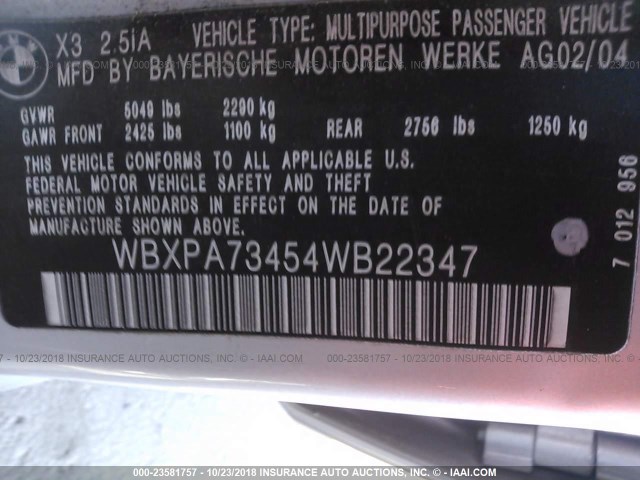 BMW
X3 2.5iA VEHICLE TYPE: MULTIPURPOSE PASSENGER VEHICLE
MFD BY BAYERISCHE MOTOREN WERKE AG02/04
GVWR 5049 lbs 2290 kg
GAWR FRONT 2425 lbs 1100 kg REAR 2756 lbs 1250 kg
THIS VEHICLE CONFORMS TO ALL APPLICABLE U.S.
FEDERAL MOTOR VEHICLE SAFETY AND THEFT
PREVENTION STANDARDS IN EFFECT ON THE DATE OF
MANUFACTURE SHOWN ABOVE.
WBXPA73454WB22347
7 012 956
000-23581757 - 10/23/2018 INSURANCE AUTO AUCTIONS, INC. - © IAAI.COM